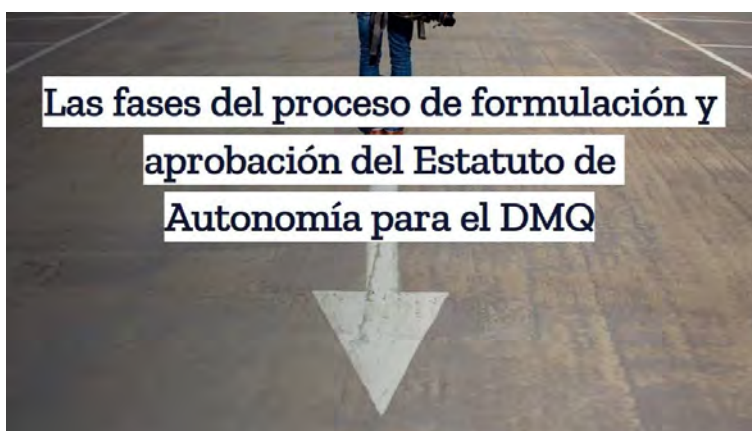 Las fases del proceso de formulación y
aprobación del Estatuto de
Autonomía para el DMQ